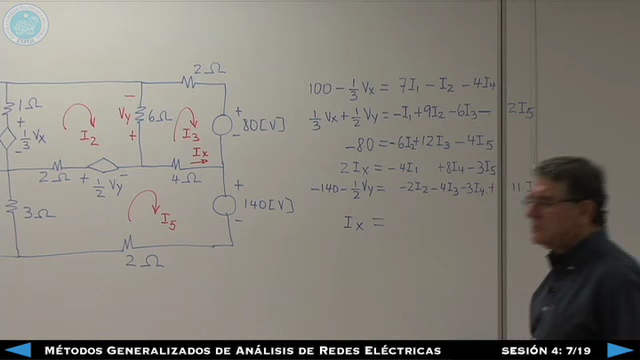 2Ω
100 - 1/3 Vx = 7I1 - I2 - 4I4
1Ω
Vy
6Ω
1/3 Vx + 1/2 Vy = -I1 + 9I2 - 6I3 - 2I5
+
-
I2
I3
80[V]
-80 = -6I2 + 12I3 - 4I5
1/3 Vx
Ix
2Ix = -4I1 + 8I4 - 3I5
2Ω
+ 1/2 Vy -
4Ω
-140 - 1/2 Vy = -2I2 - 4I3 - 3I4 + 11 I
3Ω
I5
140[V]
Ix =
2Ω
MÉTODOS GENERALIZADOS DE ANÁLISIS DE REDES ELÉCTRICAS
SESIÓN 4: 7/19